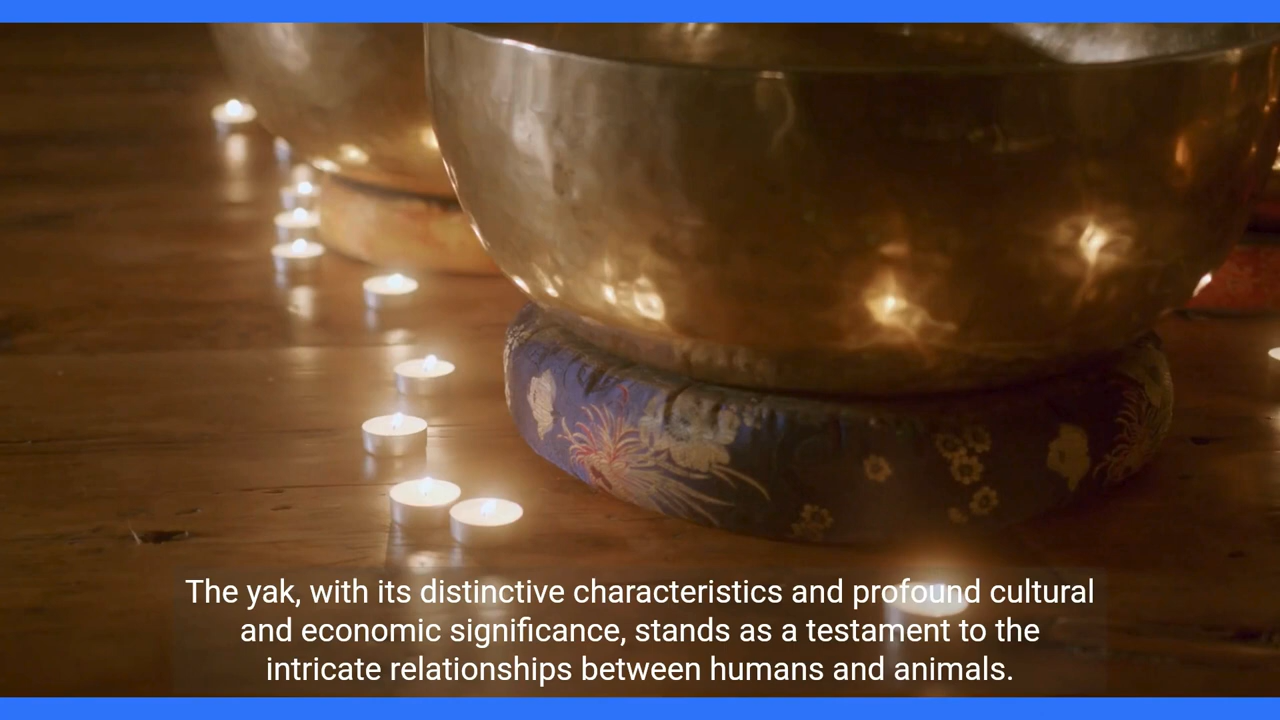 The yak, with its distinctive characteristics and profound cultural
and economic significance, stands as a testament to the
intricate relationships between humans and animals.